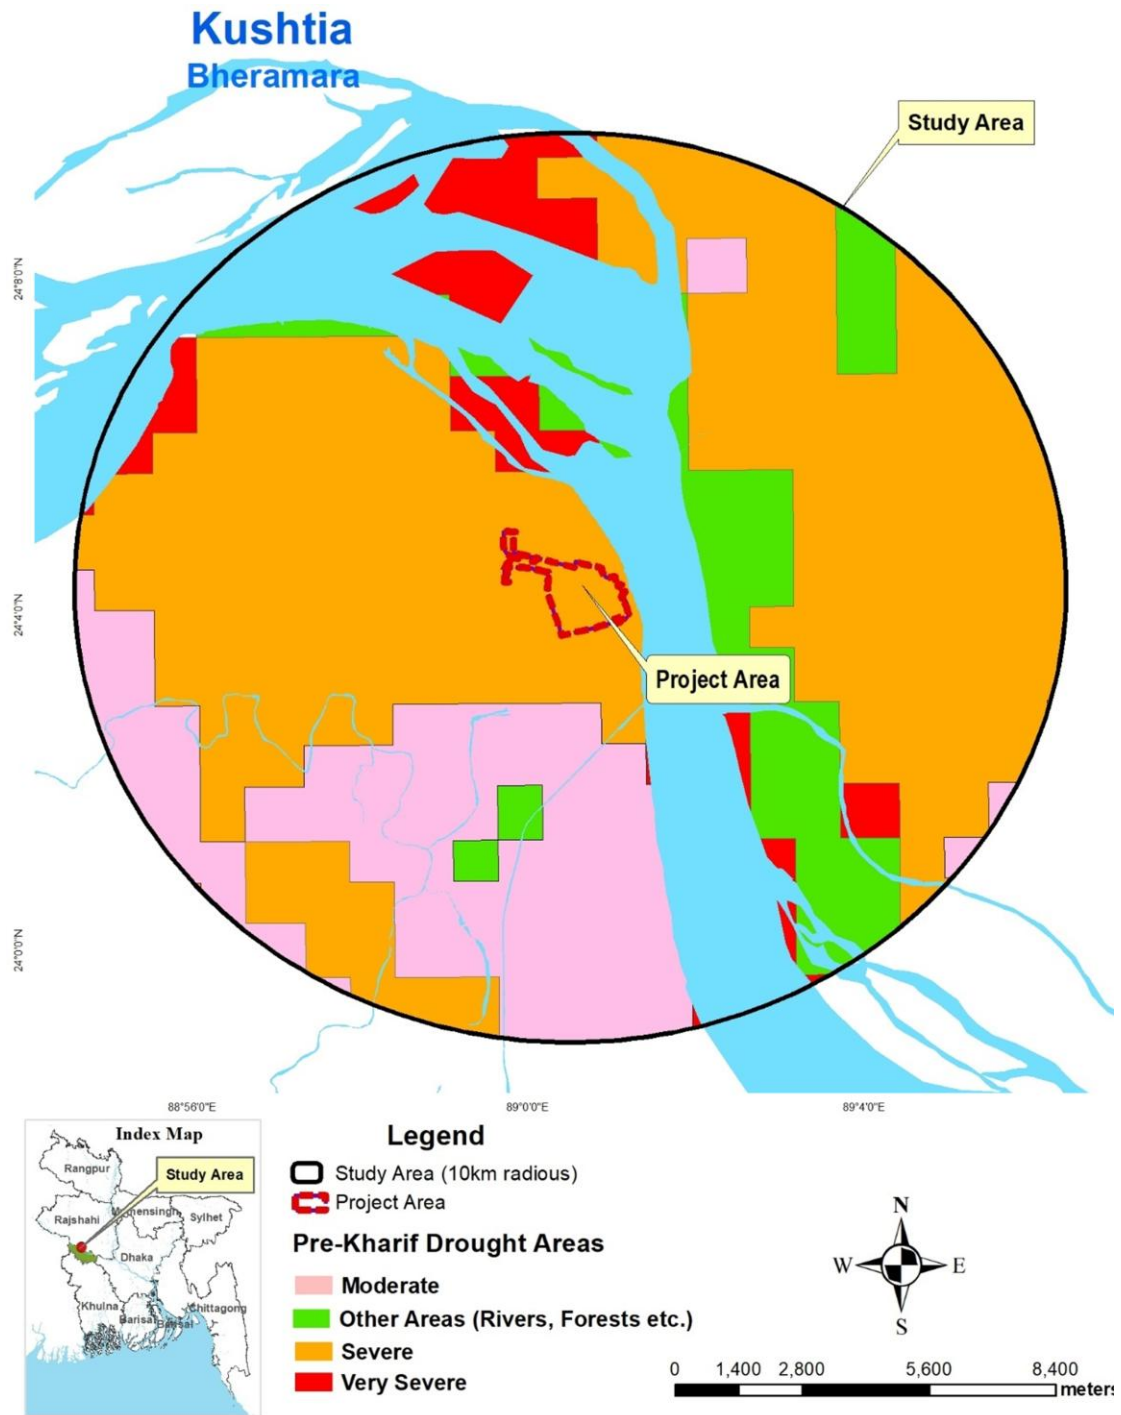 Kushtia
Bheramara
Study Area
24°8'0"N
24°4'0"N
Project Area
24°0'0"N
88°56'0"E
89°0'0"E
89°4'0"E
Index Map
Rangpur
Study Area
Rajshahi
Sylhet
Dhaka
Khulna
Barisal
Chittagong
Legend
Study Area (10km radious)
Project Area
Pre-Kharif Drought Areas
Moderate
Other Areas (Rivers, Forests etc.)
Severe
Very Severe
N
W
E
S
0 1,400 2,800 5,600 8,400
meters